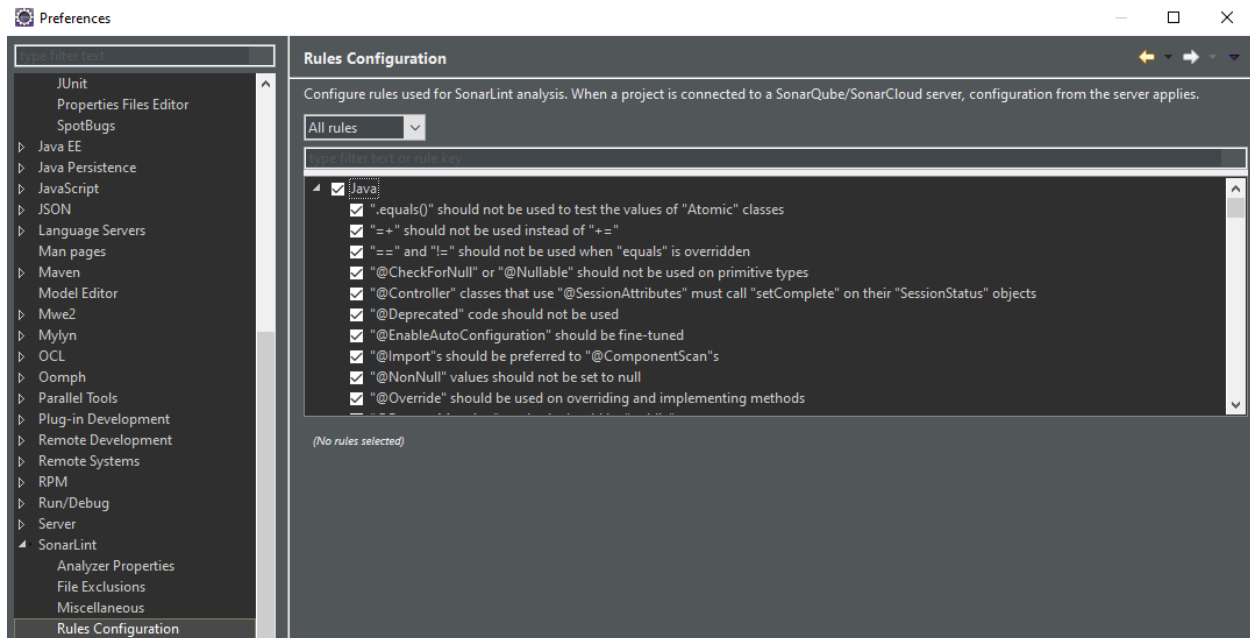 Preferences
type filter text
JUnit
Properties Files Editor
SpotBugs
Java EE
Java Persistence
JavaScript
JSON
Language Servers
Man pages
Maven
Model Editor
Mwe2
Mylyn
OCL
Oomph
Parallel Tools
Plug-in Development
Remote Development
Remote Systems
RPM
Run/Debug
Server
SonarLint
Analyzer Properties
File Exclusions
Miscellaneous
Rules Configuration
Rules Configuration
Configure rules used for SonarLint analysis. When a project is connected to a SonarQube/SonarCloud server, configuration from the server applies.
All rules
type filter text or rule key
Java
".equals()" should not be used to test the values of "Atomic" classes
"=+" should not be used instead of "+="
"==" and "!=" should not be used when "equals" is overridden
"@CheckForNull" or "@Nullable" should not be used on primitive types
"@Controller" classes that use "@SessionAttributes" must call "setComplete" on their "SessionStatus" objects
"@Deprecated" code should not be used
"@EnableAutoConfiguration" should be fine-tuned
"@Import"s should be preferred to "@ComponentScan"s
"@NonNull" values should not be set to null
"@Override" should be used on overriding and implementing methods
(No rules selected)